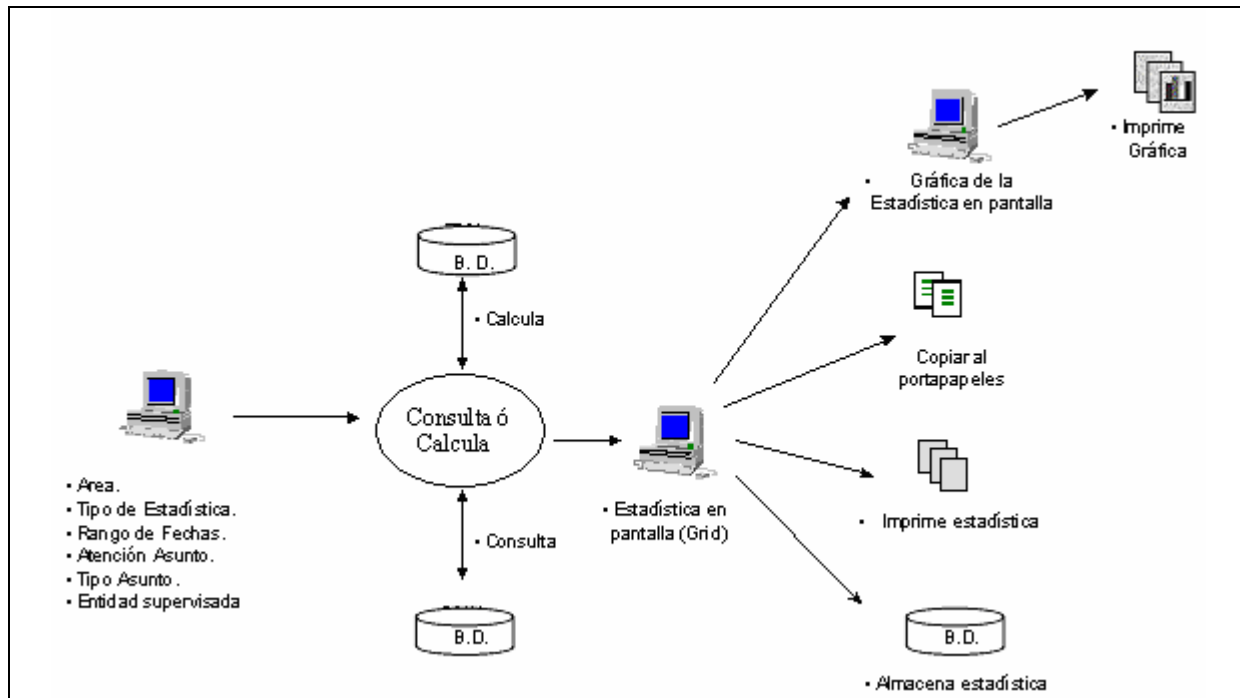 • Imprime
Gráfica
• Gráfica de la
Estadística en pantalla
B. D.
• Calcula
Copiar al
portapapeles
Consulta ó
Calcula
• Area.
• Tipo de Estadística.
• Rango de Fechas.
• Atención Asunto.
• Tipo Asunto.
• Entidad supervisada
• Consulta
• Estadística en
pantalla (Grid)
• Imprime estadística
B.D.
B.D.
• Almacena estadística